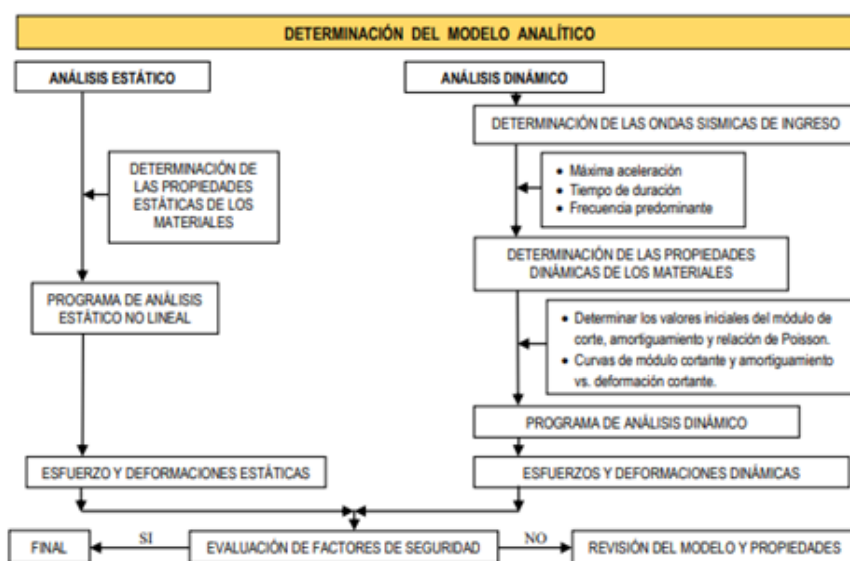 DETERMINACIÓN DEL MODELO ANALÍTICO
ANÁLISIS ESTÁTICO
DETERMINACIÓN DE
LAS PROPIEDADES
ESTÁTICAS DE LOS
MATERIALES
PROGRAMA DE ANÁLISIS
ESTÁTICO NO LINEAL
ESFUERZO Y DEFORMACIONES ESTÁTICAS
ANÁLISIS DINÁMICO
DETERMINACIÓN DE LAS ONDAS SISMICAS DE INGRESO
• Máxima aceleración
• Tiempo de duración
• Frecuencia predominante
DETERMINACIÓN DE LAS PROPIEDADES
DINÁMICAS DE LOS MATERIALES
• Determinar los valores iniciales del módulo de
corte, amortiguamiento y relación de Poisson.
• Curvas de módulo cortante y amortiguamiento
vs. deformación cortante.
PROGRAMA DE ANÁLISIS DINÁMICO
ESFUERZOS Y DEFORMACIONES DINÁMICAS
FINAL
SI
EVALUACIÓN DE FACTORES DE SEGURIDAD
NO
REVISIÓN DEL MODELO Y PROPIEDADES